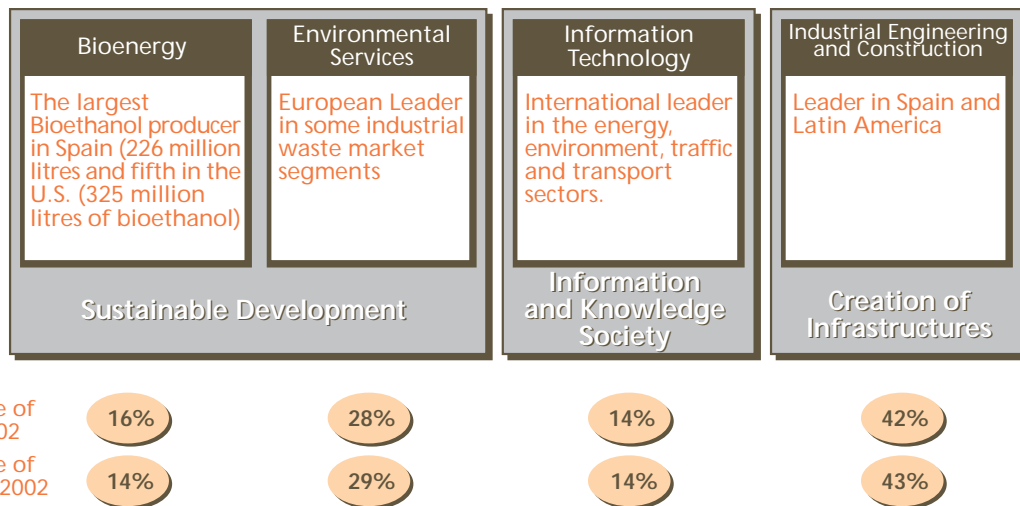 Bioenergy
The largest
Bioethanol producer
in Spain (226 million
litres and fifth in the
U.S. (325 million
litres of bioethanol)
Environmental
Services
European Leader
in some industrial
waste market
segments
Sustainable Development
Information
Technology
International leader
in the energy,
environment, traffic
and transport
sectors.
Information
and Knowledge
Society
Industrial Engineering
and Construction
Leader in Spain and
Latin America
Creation of
Infrastructures
of
16% 28% 14% 42%
of
2002
14% 29% 14% 43%